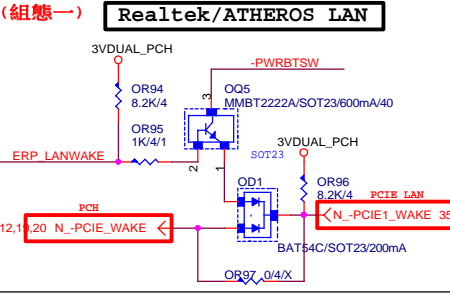 (組態一)
Realtek/ATHEROS LAN
3VDUAL_PCH
-PWRBTSW
OR94
8.2K/4
OQ5
MMBT2222A/SOT23/600mA/40
3
OR95
1K/4/1
3VDUAL_PCH
ERP_LANWAKE
2
1
SOT23
OD1
OR96
8.2K/4
PCIE LAN
PCH
N_-PCIE1_WAKE 35
12,19,20 N_-PCIE_WAKE
BAT54C/SOT23/200mA
OR97 0/4/X